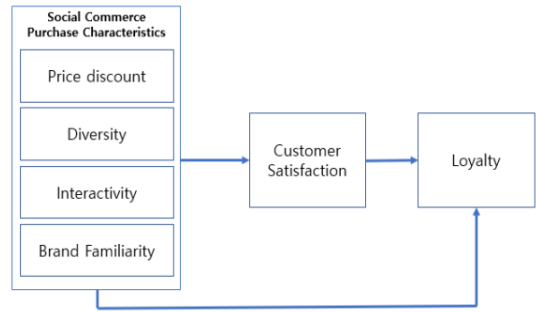 Social Commerce
Purchase Characteristics
Price discount
Diversity
Interactivity
Brand Familiarity
Customer
Satisfaction
Loyalty